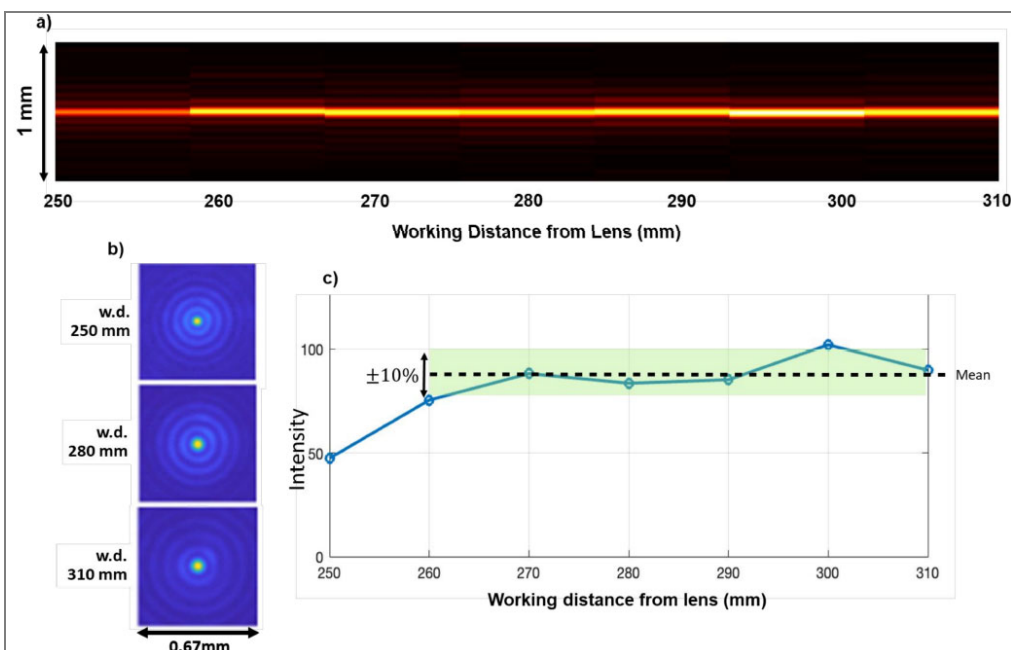 a)
1 mm
250 260 270 280 290 300 310
Working Distance from Lens (mm)
b)
w.d.
250 mm
w.d.
280 mm
w.d.
310 mm
0.67mm
c)
Intensity
100
50
0
±10%
Mean
250 260 270 280 290 300 310
Working distance from lens (mm)